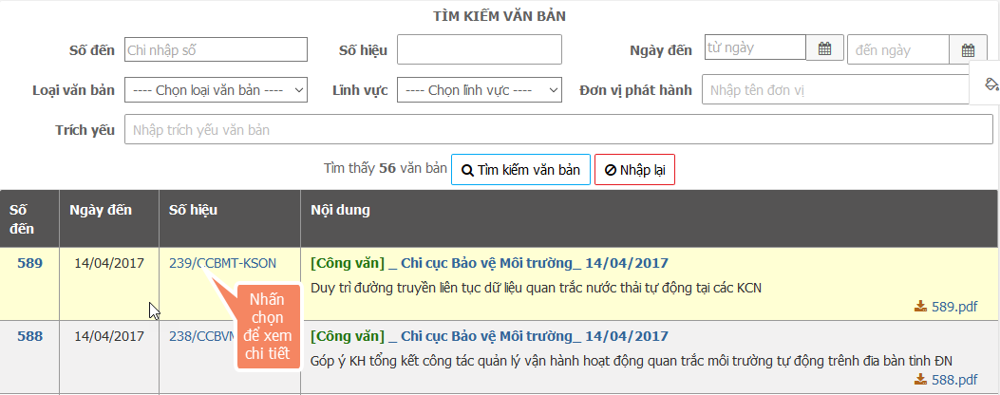 TÌM KIẾM VĂN BẢN
Số đến Chỉ nhập số Số hiệu Ngày đến từ ngày đến ngày
Loại văn bản ---- Chọn loại văn bản ---- Lĩnh vực ---- Chọn lĩnh vực ---- Đơn vị phát hành Nhập tên đơn vị
Trích yếu Nhập trích yếu văn bản
Tìm thấy 56 văn bản Tìm kiếm văn bản Nhập lại
Số đến Ngày đến Số hiệu Nội dung
589 14/04/2017 239/CCBMT-KSON [Công văn] _ Chi cục Bảo vệ Môi trường_ 14/04/2017
Duy trì đường truyền liên tục dữ liệu quan trắc nước thải tự động tại các KCN
589.pdf
Nhấn
chọn
để xem
chi tiết
588 14/04/2017 238/CCBV [Công văn] _ Chi cục Bảo vệ Môi trường_ 14/04/2017
Góp ý KH tổng kết công tác quản lý vận hành hoạt động quan trắc môi trường tự động trênh đia bàn tỉnh ĐN
588.pdf